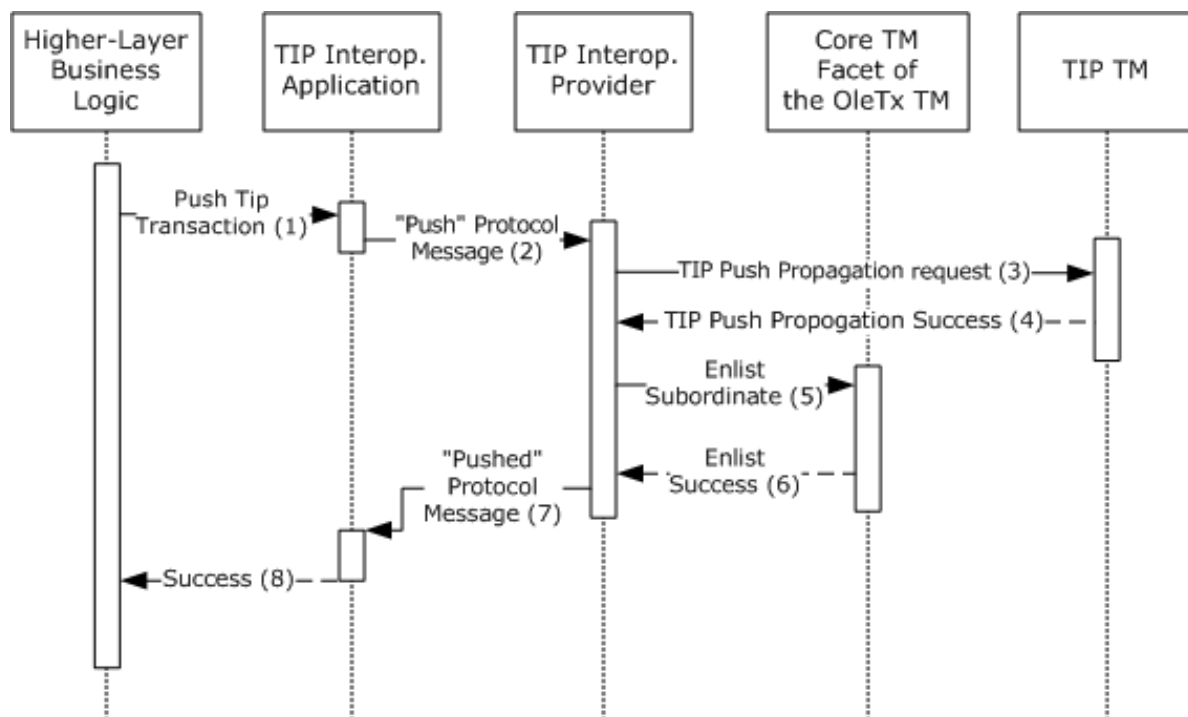 Higher-Layer
Business
Logic
TIP Interop.
Application
TIP Interop.
Provider
Core TM
Facet of
the OleTx TM
TIP TM
Push Tip
Transaction (1)
"Push" Protocol
Message (2)
TIP Push Propagation request (3)
TIP Push Propogation Success (4)
Enlist
Subordinate (5)
Enlist
Success (6)
"Pushed"
Protocol
Message (7)
Success (8)